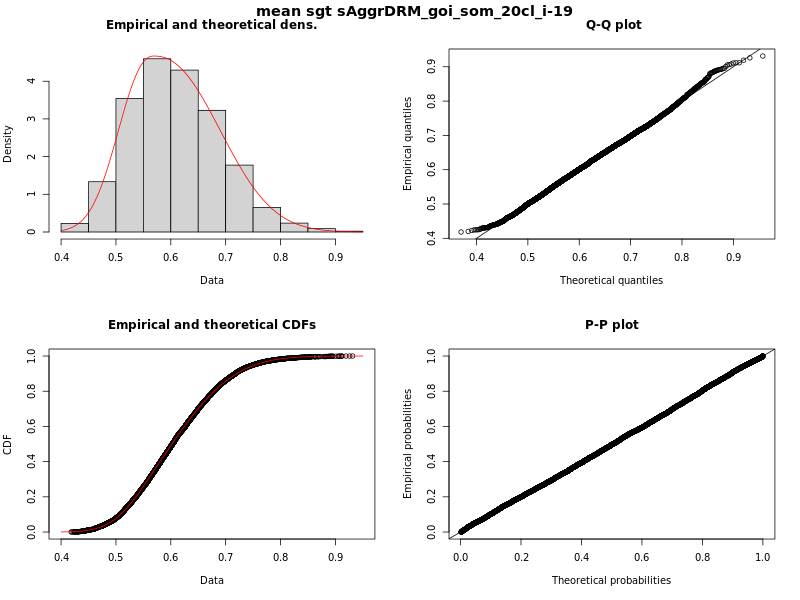 mean sgt sAggrDRM_goi_som_20cl_i-19
Empirical and theoretical dens.
Density
0 1 2 3 4
0.4 0.5 0.6 0.7 0.8 0.9
Data
Q-Q plot
Empirical quantiles
0.4 0.5 0.6 0.7 0.8 0.9
0.4 0.5 0.6 0.7 0.8 0.9
Theoretical quantiles
Empirical and theoretical CDFs
CDF
0.0 0.2 0.4 0.6 0.8 1.0
0.4 0.5 0.6 0.7 0.8 0.9
Data
P-P plot
Empirical probabilities
0.0 0.2 0.4 0.6 0.8 1.0
0.0 0.2 0.4 0.6 0.8 1.0
Theoretical probabilities